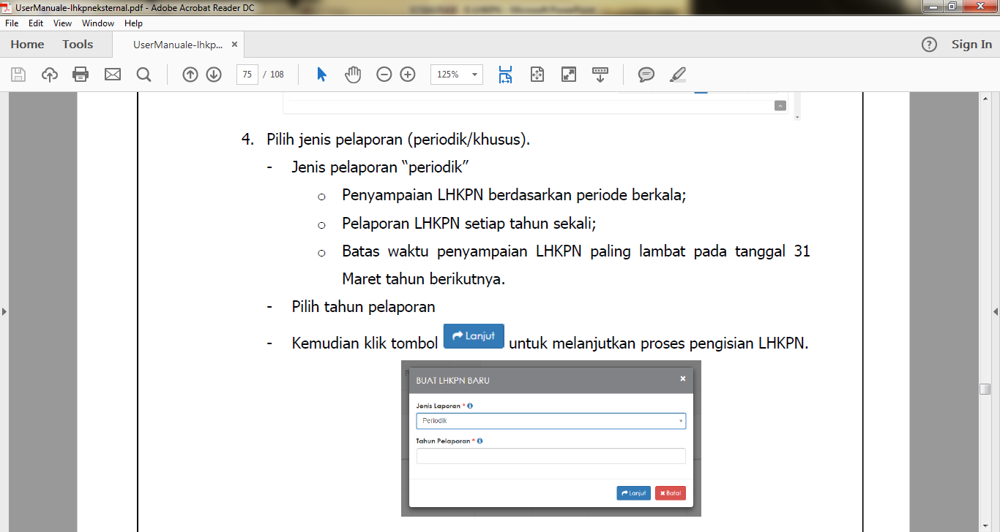 UserManuale-lhkpneksternal.pdf - Adobe Acrobat Reader DC
File Edit View Window Help
Home Tools UserManuale-lhkp... × ? Sign In
75 / 108 125%
4. Pilih jenis pelaporan (periodik/khusus).
- Jenis pelaporan “periodik”
o Penyampaian LHKPN berdasarkan periode berkala;
o Pelaporan LHKPN setiap tahun sekali;
o Batas waktu penyampaian LHKPN paling lambat pada tanggal 31
Maret tahun berikutnya.
- Pilih tahun pelaporan
- Kemudian klik tombol Lanjut untuk melanjutkan proses pengisian LHKPN.
BUAT LHKPN BARU ×
Jenis Laporan *
Periodik
Tahun Pelaporan *
Lanjut Batal